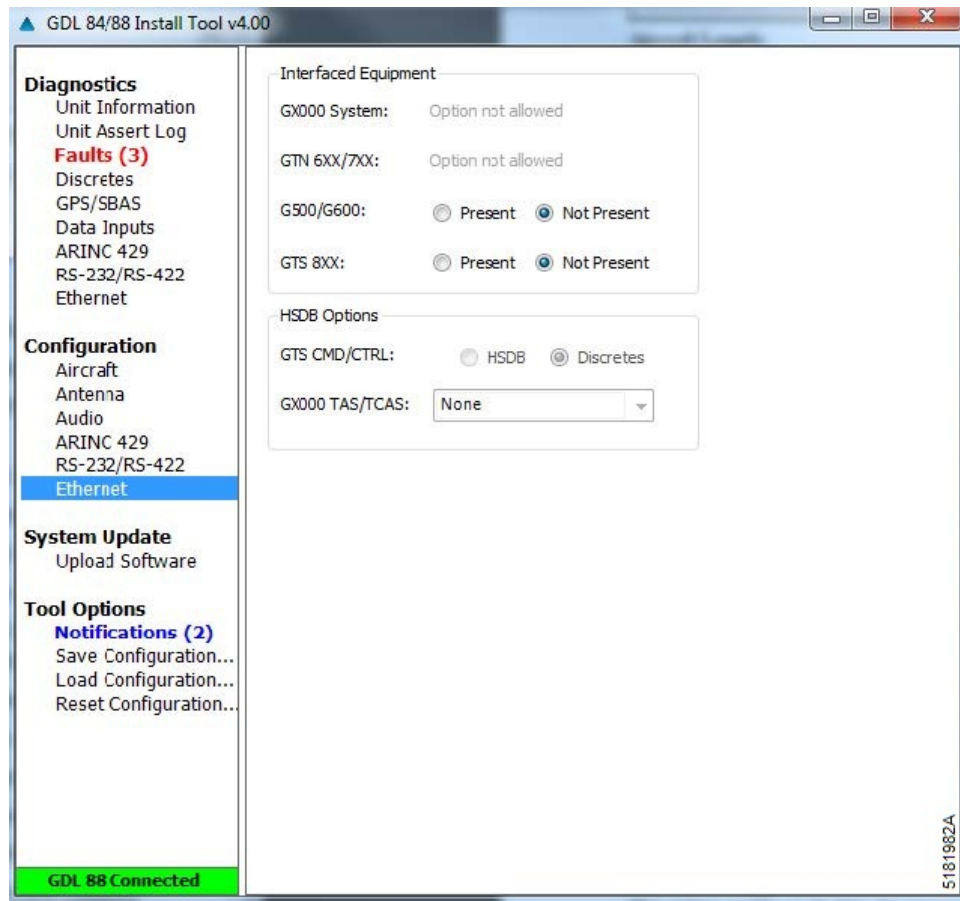 GDL 84/88 Install Tool v4.00
Diagnostics
Unit Information
Unit Assert Log
Faults (3)
Discretes
GPS/SBAS
Data Inputs
ARINC 429
RS-232/RS-422
Ethernet
Configuration
Aircraft
Antenna
Audio
ARINC 429
RS-232/RS-422
Ethernet
System Update
Upload Software
Tool Options
Notifications (2)
Save Configuration...
Load Configuration...
Reset Configuration...
GDL 88 Connected
Interfaced Equipment
GX000 System: Option not allowed
GTN 6XX/7XX: Option not allowed
G500/G600: Present Not Present
GTS 8XX: Present Not Present
HSDB Options
GTS CMD/CTRL: HSDB Discretes
GX000 TAS/TCAS: None
5181982A